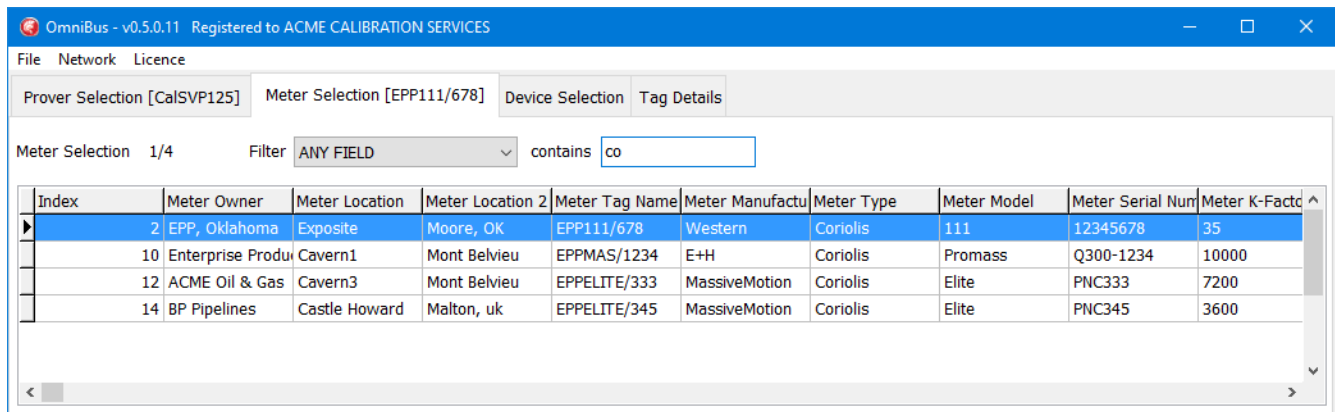 OmniBus - v0.5.0.11 Registered to ACME CALIBRATION SERVICES
File Network Licence
Prover Selection [CalSVP125] Meter Selection [EPP111/678] Device Selection Tag Details
Meter Selection 1/4 Filter ANY FIELD contains co
Index Meter Owner Meter Location Meter Location 2 Meter Tag Name Meter Manufactu Meter Type Meter Model Meter Serial Num Meter K-Facto
2 EPP, Oklahoma Exposite Moore, OK EPP111/678 Western Coriolis 111 12345678 35
10 Enterprise Produ Cavern1 Mont Belvieu EPPMAS/1234 E+H Coriolis Promass Q300-1234 10000
12 ACME Oil & Gas Cavern3 Mont Belvieu EPPELITE/333 MassiveMotion Coriolis Elite PNC333 7200
14 BP Pipelines Castle Howard Malton, uk EPPELITE/345 MassiveMotion Coriolis Elite PNC345 3600